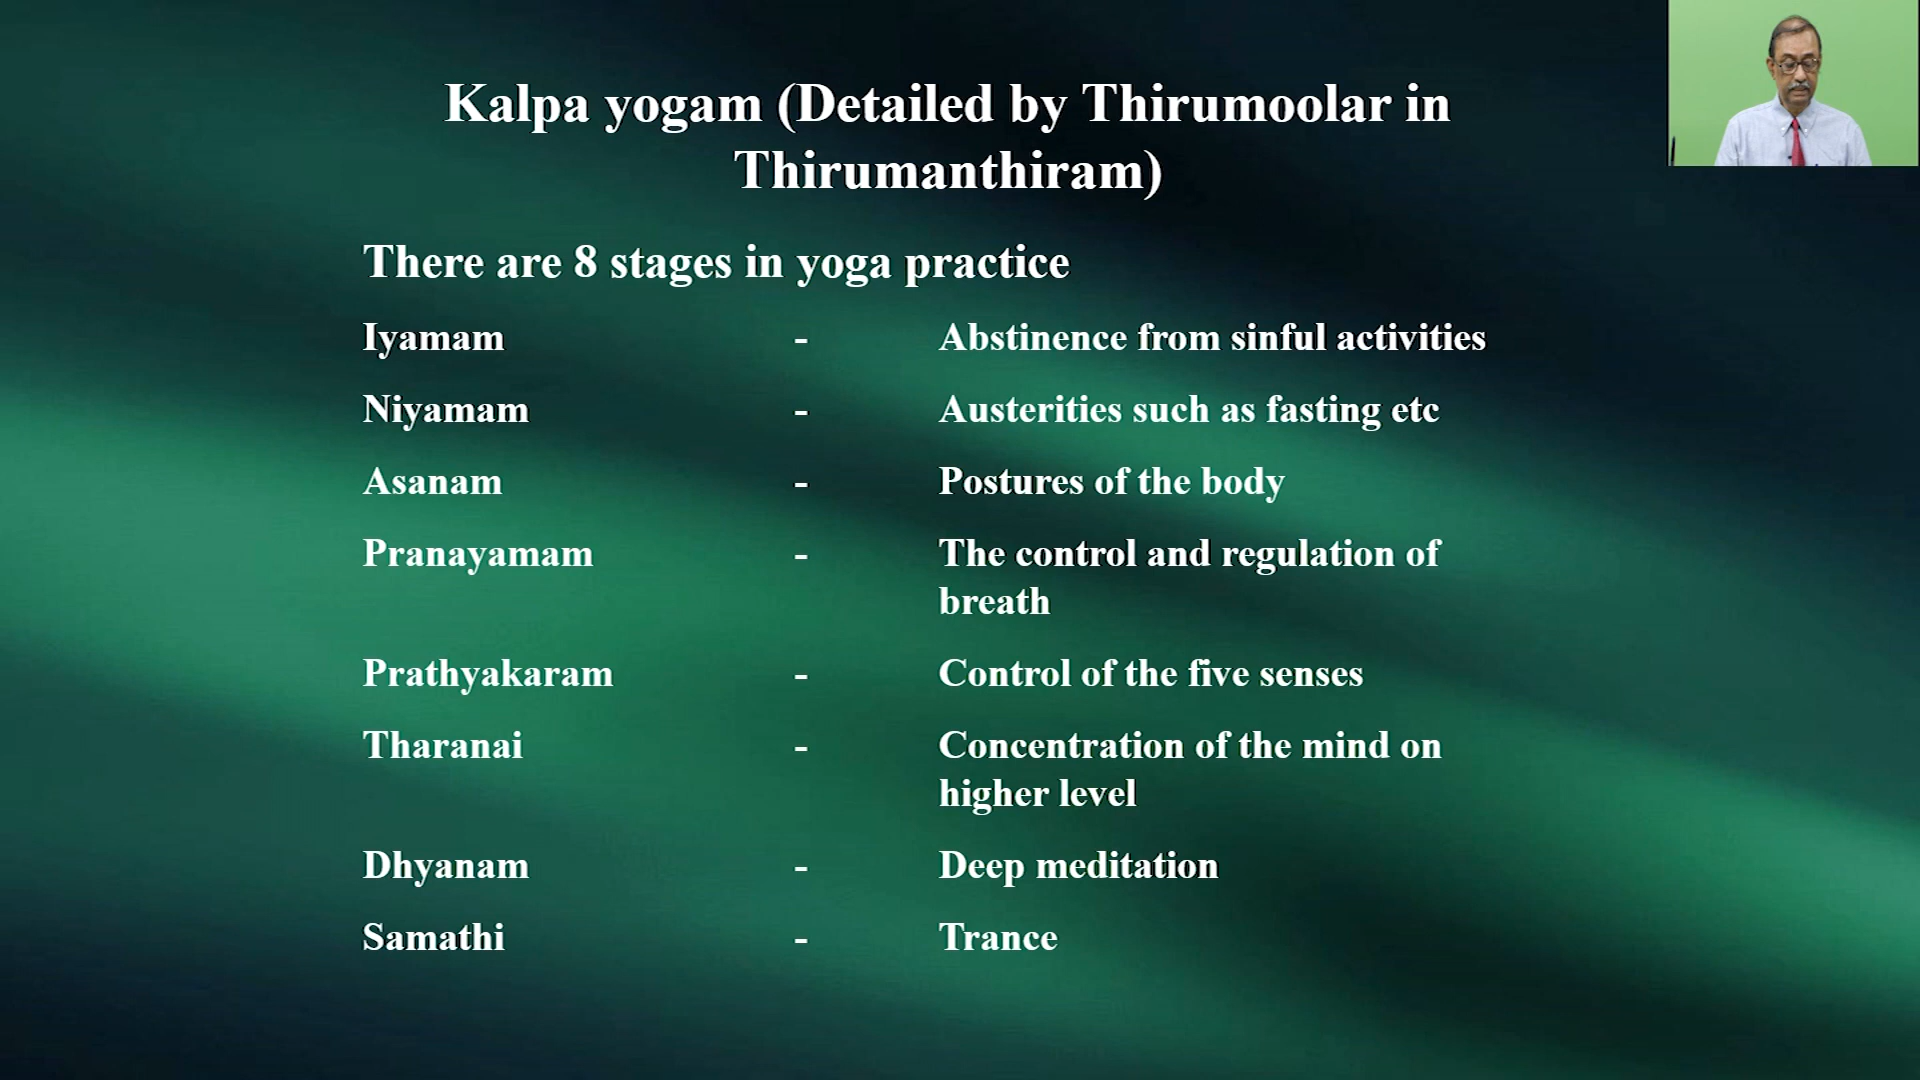 Kalpa yogam (Detailed by Thirumoolar in
Thirumanthiram)
There are 8 stages in yoga practice
Iyamam - Abstinence from sinful activities
Niyamam - Austerities such as fasting etc
Asanam - Postures of the body
Pranayamam - The control and regulation of
breath
Prathyakaram - Control of the five senses
Tharanai - Concentration of the mind on
higher level
Dhyanam - Deep meditation
Samathi - Trance